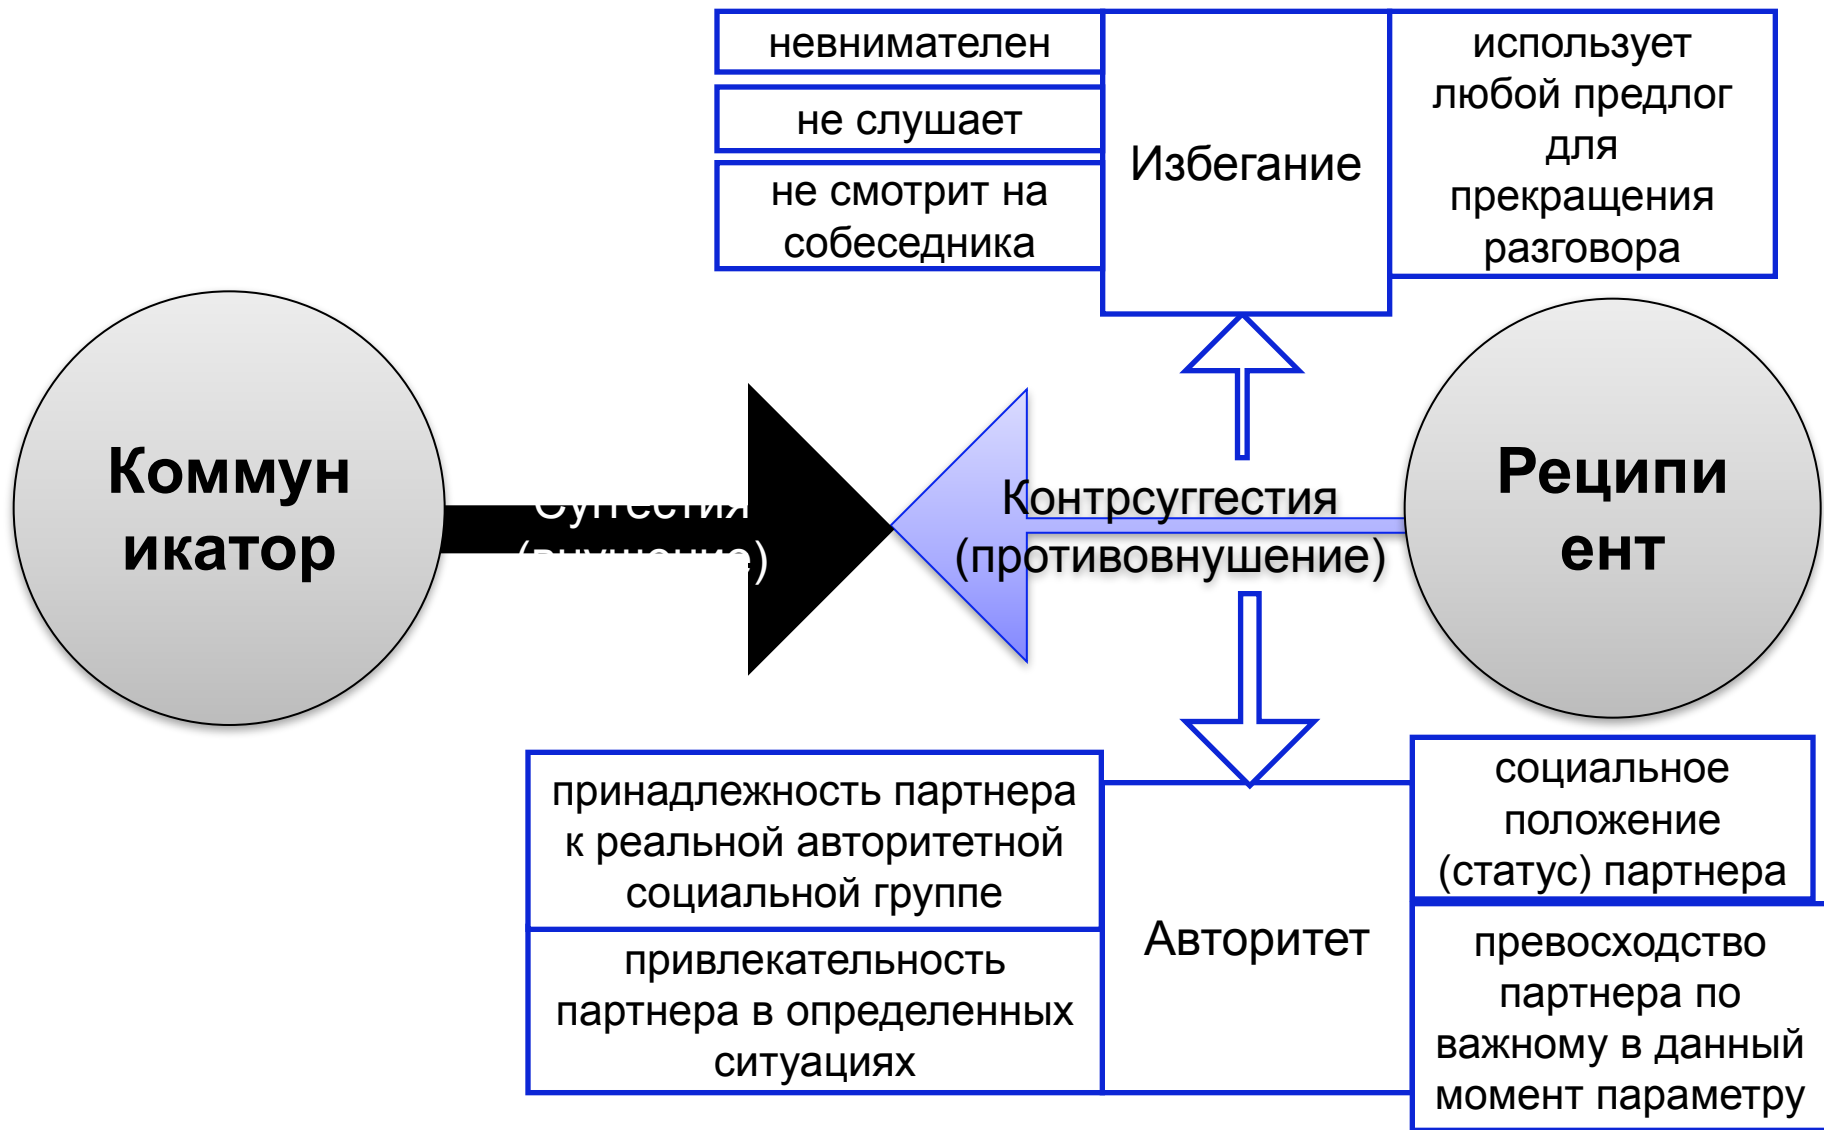 невнимателен
не слушает
не смотрит на
собеседника
Избегание
использует
любой предлог
для
прекращения
разговора
Коммун
икатор
Суггестия
(внушение)
Контрсуггестия
(противовнушение)
Реципи
ент
принадлежность партнера
к реальной авторитетной
социальной группе
привлекательность
партнера в определенных
ситуациях
Авторитет
социальное
положение
(статус) партнера
превосходство
партнера по
важному в данный
момент параметру